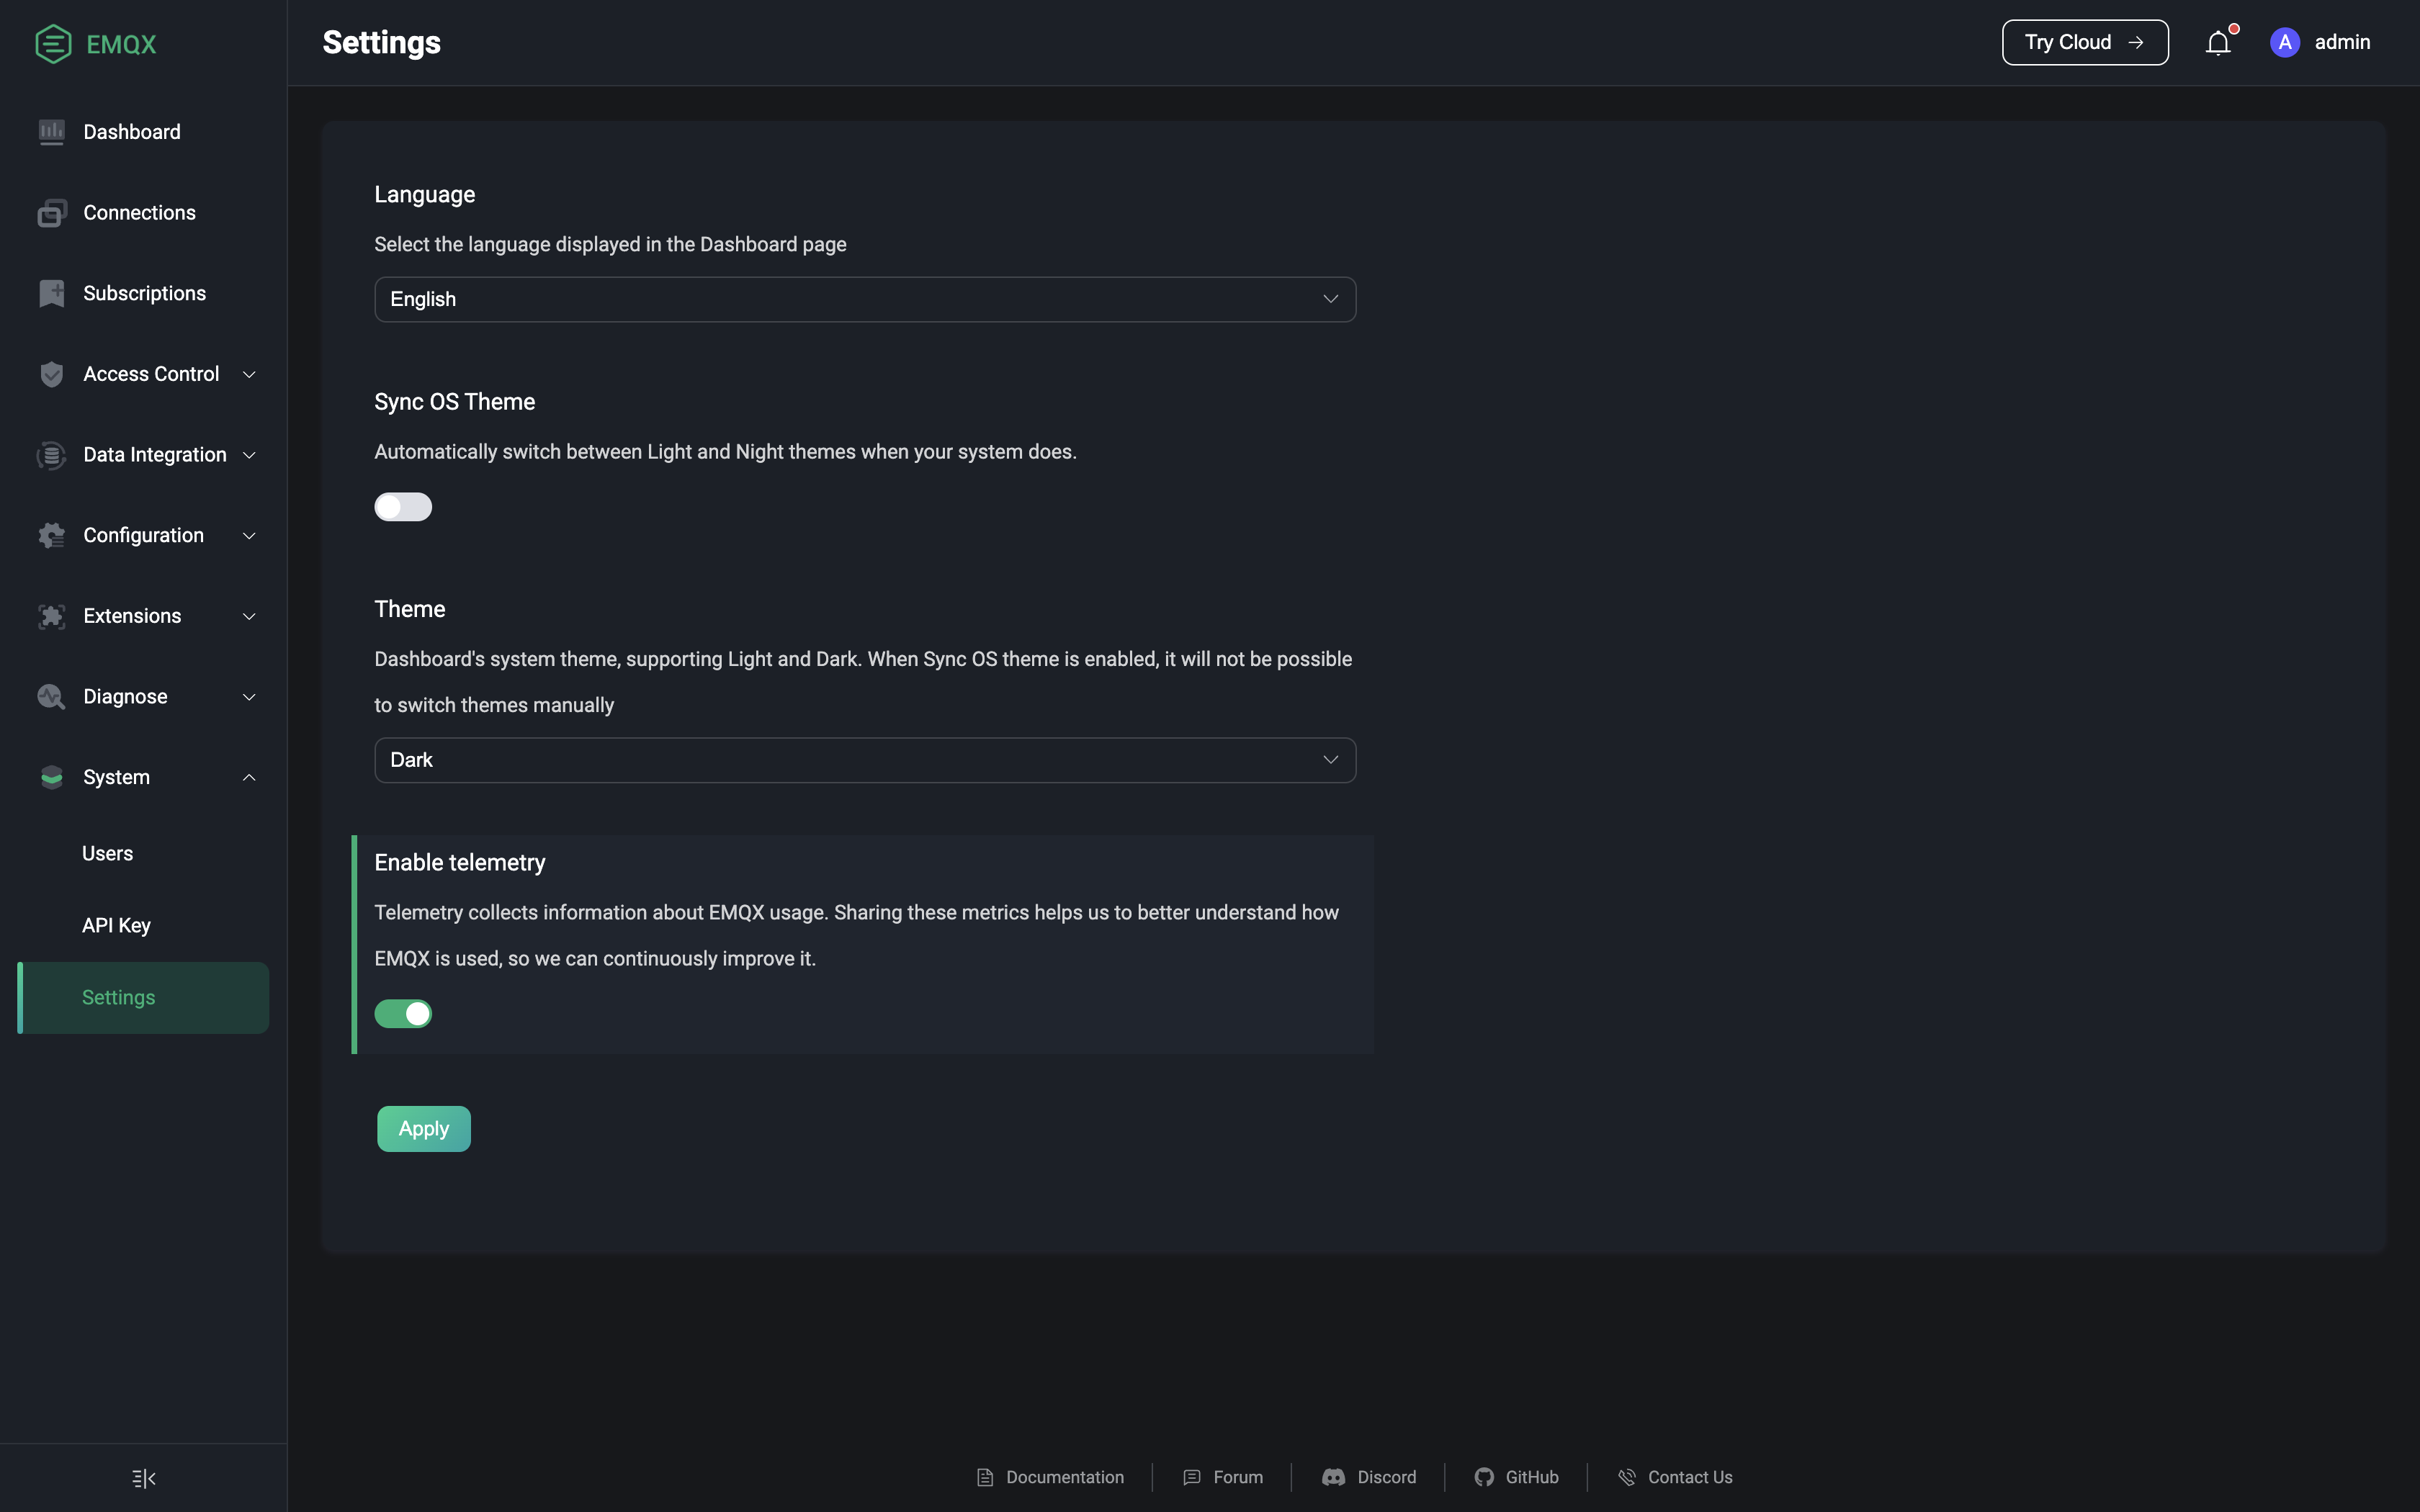 EMQX
Settings
Try Cloud
A admin
Dashboard
Connections
Subscriptions
Access Control
Data Integration
Configuration
Extensions
Diagnose
System
Users
API Key
Settings
Language
Select the language displayed in the Dashboard page
English
Sync OS Theme
Automatically switch between Light and Night themes when your system does.
Theme
Dashboard's system theme, supporting Light and Dark. When Sync OS theme is enabled, it will not be possible
to switch themes manually
Dark
Enable telemetry
Telemetry collects information about EMQX usage. Sharing these metrics helps us to better understand how
EMQX is used, so we can continuously improve it.
Apply
Documentation
Forum
Discord
GitHub
Contact Us